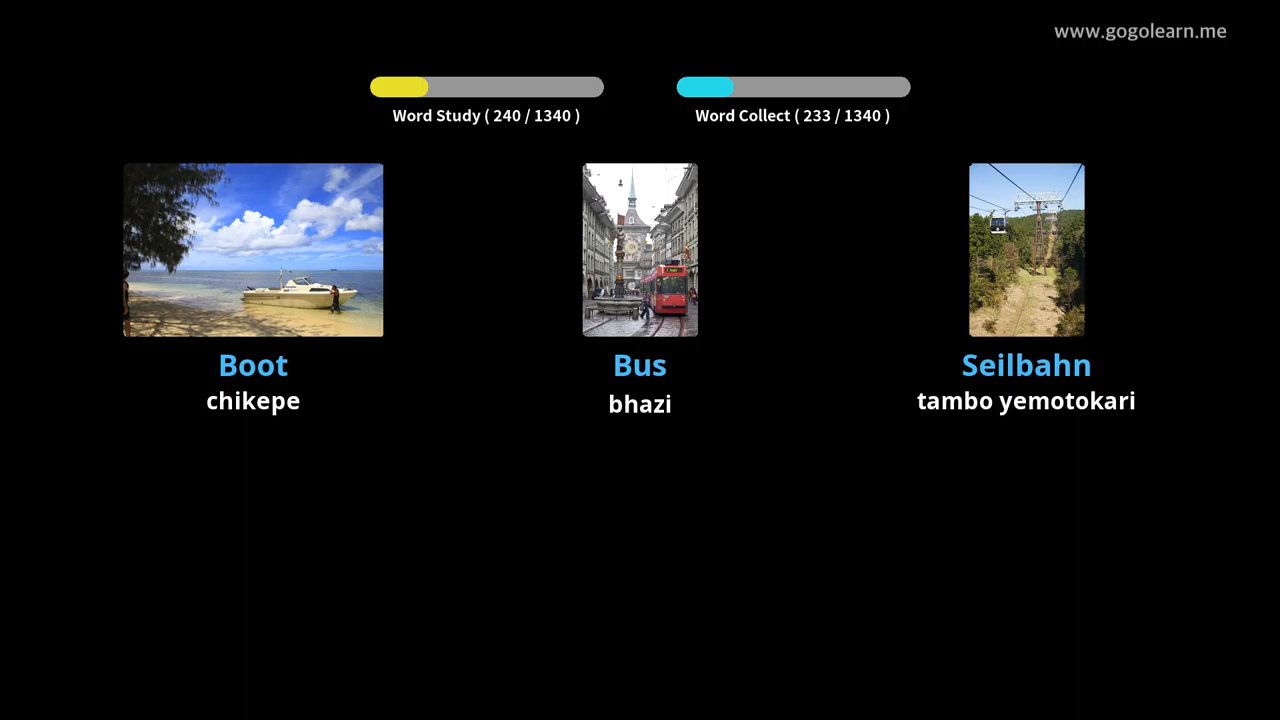 www.gogolearn.me
Word Study ( 240 / 1340 )
Word Collect ( 233 / 1340 )
Boot
chikepe
Bus
bhazi
Seilbahn
tambo yemotokari